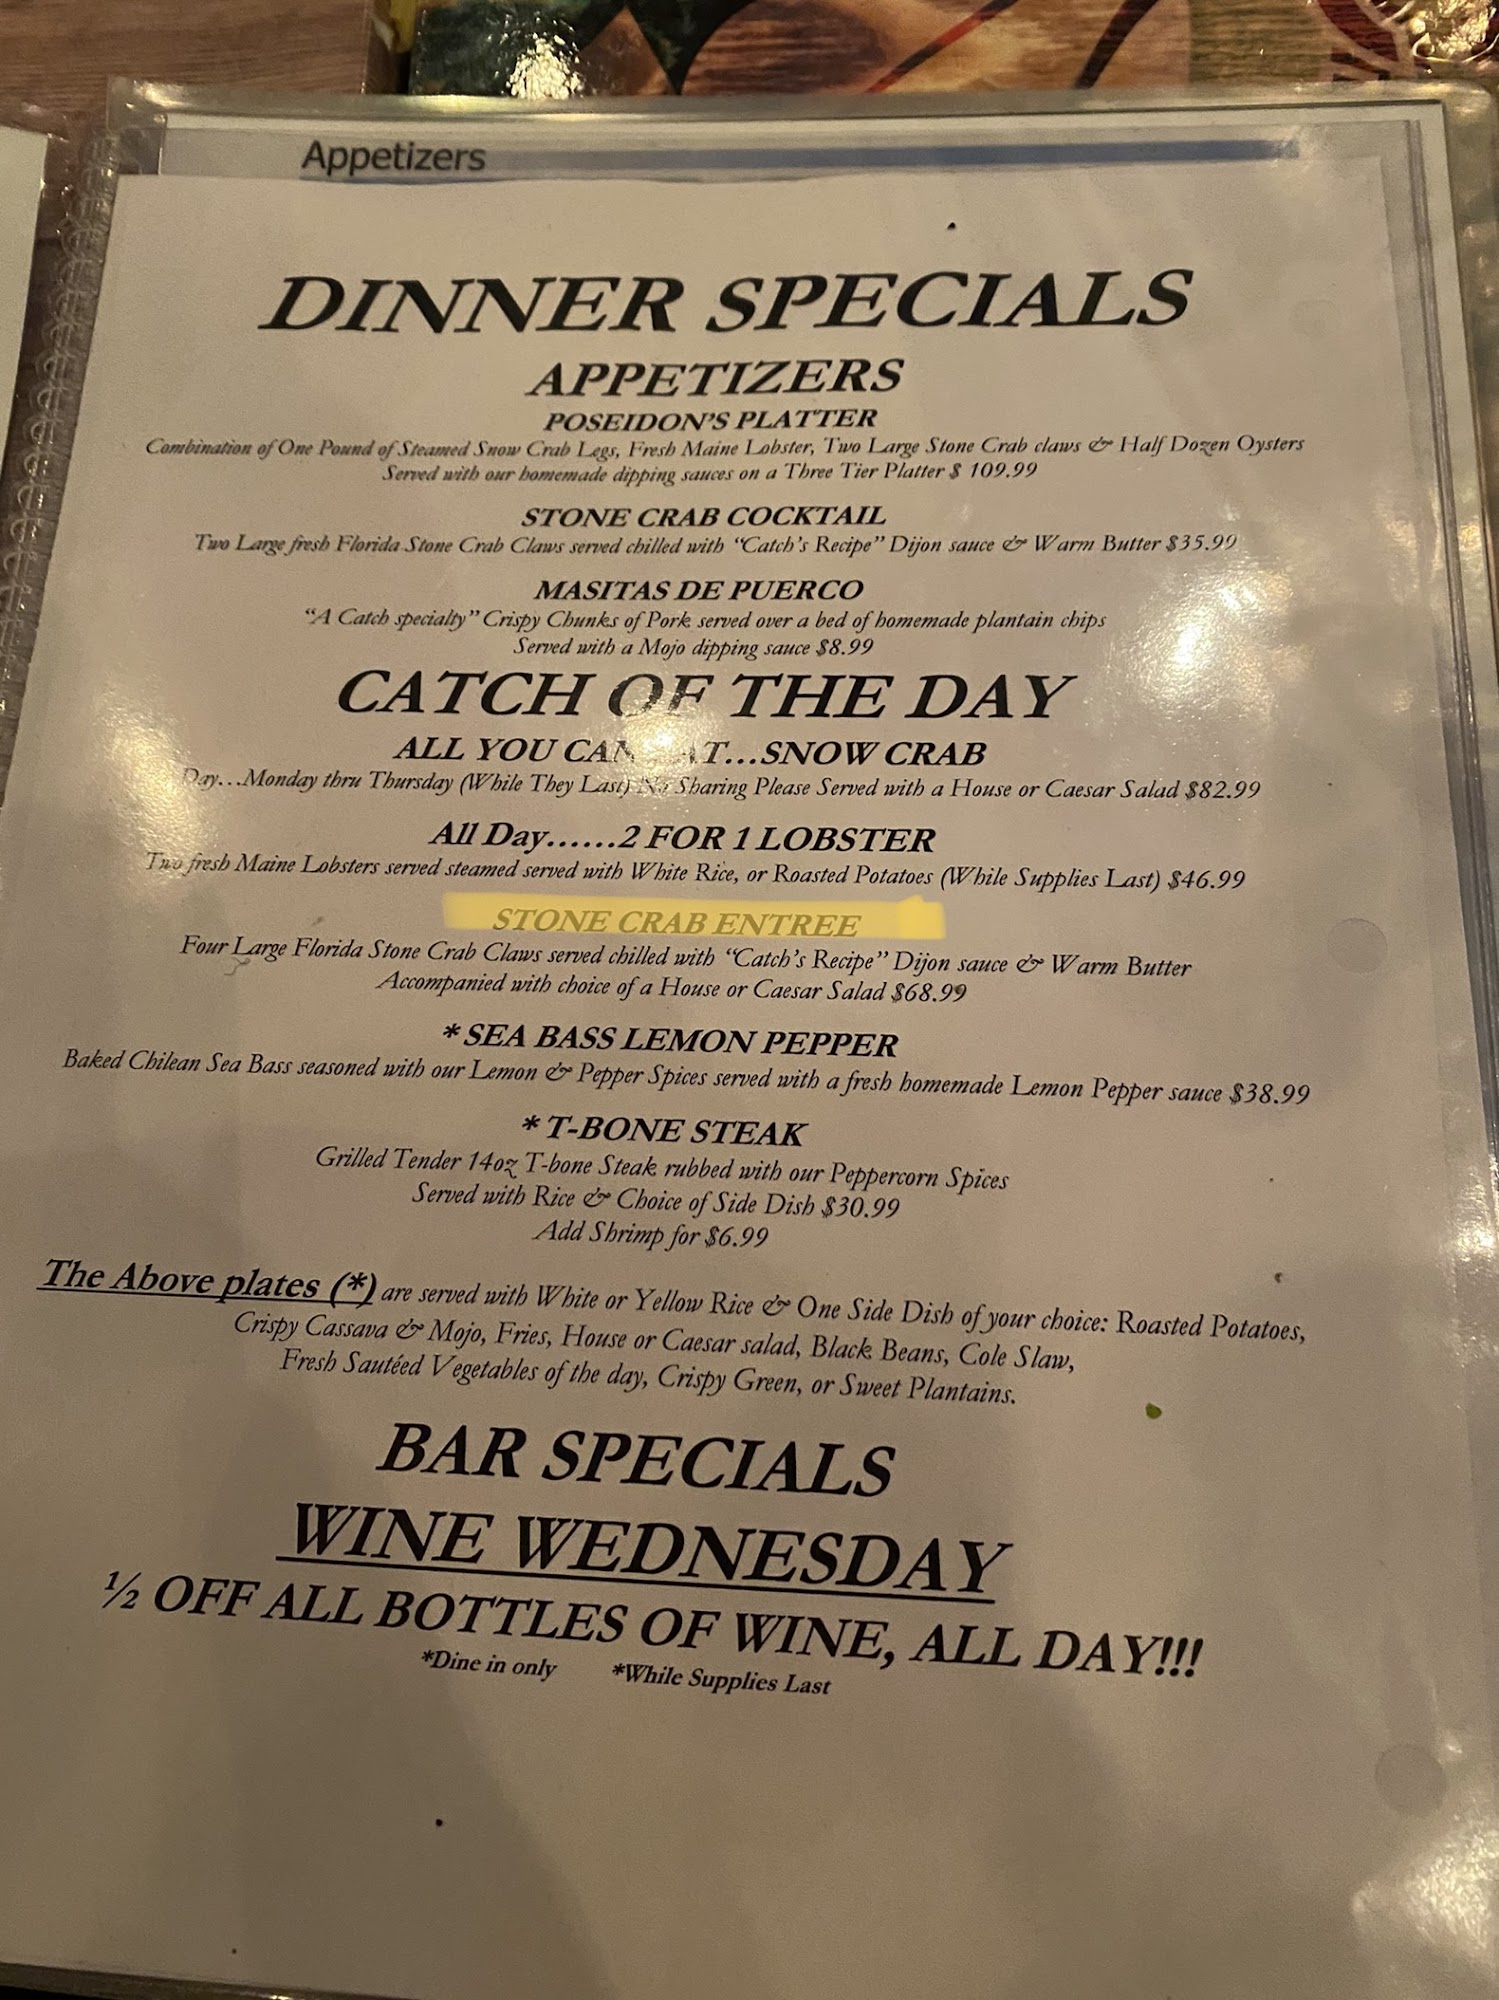 Appetizers
DINNER SPECIALS
APPETIZERS
POSEIDON'S PLATTER
Combination of One Pound of Steamed Snow Crab Legs, Fresh Maine Lobster, Two Large Stone Crab claws & Half Dozen Oysters
Served with our homemade dipping sauces on a Three Tier Platter $ 109.99
STONE CRAB COCKTAIL
Two Large fresh Florida Stone Crab Claws served chilled with "Catch's Recipe" Dijon sauce & Warm Butter $35.99
MASITAS DE PUERCO
"A Catch specialty" Crispy Chunks of Pork served over a bed of homemade plantain chips
Served with a Mojo dipping sauce $8.99
CATCH OF THE DAY
ALL YOU CAN EAT...SNOW CRAB
Day...Monday thru Thursday (While They Last) No Sharing Please Served with a House or Caesar Salad $82.99
All Day......2 FOR 1 LOBSTER
Two fresh Maine Lobsters served steamed served with White Rice, or Roasted Potatoes (While Supplies Last) $46.99
STONE CRAB ENTREE
Four Large Florida Stone Crab Claws served chilled with "Catch's Recipe" Dijon sauce & Warm Butter
Accompanied with choice of a House or Caesar Salad $68.99
*SEA BASS LEMON PEPPER
Baked Chilean Sea Bass seasoned with our Lemon & Pepper Spices served with a fresh homemade Lemon Pepper sauce $38.99
*T-BONE STEAK
Grilled Tender 14oz T-bone Steak rubbed with our Peppercorn Spices
Served with Rice & Choice of Side Dish $30.99
Add Shrimp for $6.99
The Above plates (*) are served with White or Yellow Rice & One Side Dish of your choice: Roasted Potatoes,
Crispy Cassava & Mojo, Fries, House or Caesar salad, Black Beans, Cole Slaw,
Fresh Sautéed Vegetables of the day, Crispy Green, or Sweet Plantains.
BAR SPECIALS
WINE WEDNESDAY
½ OFF ALL BOTTLES OF WINE, ALL DAY!!!
*Dine in only *While Supplies Last